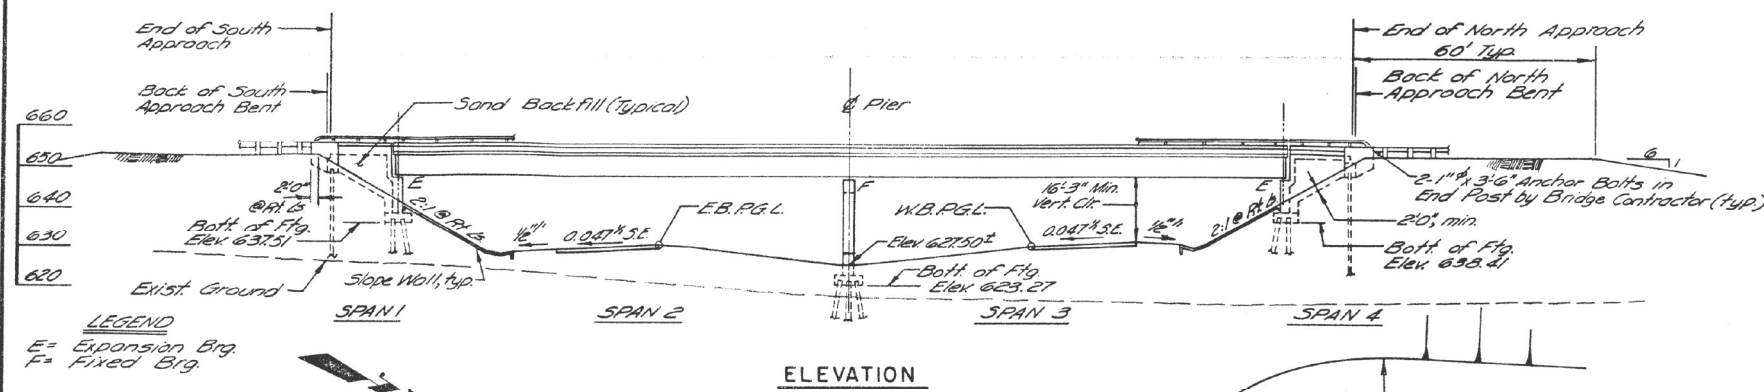 End of South
Approach
End of North Approach
60' Typ.
Back of South
Approach Bent
Sand Backfill (Typical)
℄ Pier
Back of North
Approach Bent
660
650
640
630
620
E
F
E
16'-3" Min.
Vert Clr.
6
1
2-1"ϕ x 3'-6" Anchor Bolts in
End Post by Bridge Contractor (typ.)
2'-0", min.
2'-0"
@ Rt. Ls
2:1 @ Rt. Ls
2:1 @ Rt. Ls
Bott. of Ftg.
Elev. 637.51
E.B.P.G.L.
W.B.P.G.L.
0.047 S.E.
0.047 S.E.
Elev. 627.50±
Bott. of Ftg.
Elev. 638.41
Bott. of Ftg.
Elev. 623.27
Exist. Ground
Slope Wall, typ.
SPAN 1
SPAN 2
SPAN 3
SPAN 4
LEGEND
E= Expansion Brg.
F= Fixed Brg.
ELEVATION